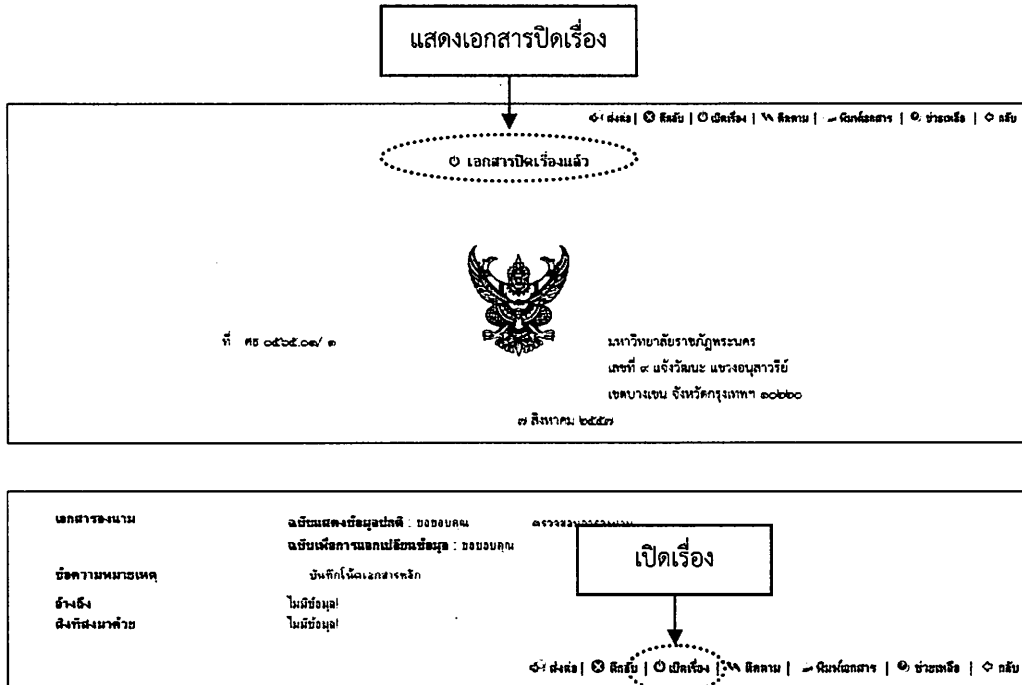 แสดงเอกสารปิดเรื่อง
ส่งต่อ | ตีกลับ | เปิดเรื่อง | ติดตาม | พิมพ์เอกสาร | ช่วยเหลือ | กลับ
เอกสารปิดเรื่องแล้ว
ที่ ศธ ๐๕๖๕.๐๑/ ๑ มหาวิทยาลัยราชภัฏพระนคร
เลขที่ ๙ แจ้งวัฒนะ แขวงอนุสาวรีย์
เขตบางเขน จังหวัดกรุงเทพฯ ๑๐๒๒๐
๗ สิงหาคม ๒๕๕๗
เอกสารลงนาม ฉบับแสดงข้อมูลปกติ : ขอขอบคุณ
ฉบับเพื่อการแลกเปลี่ยนข้อมูล : ขอขอบคุณ
เปิดเรื่อง
ข้อความหมายเหตุ บันทึกโน้ตเอกสารหลัก
อ้างถึง ไม่มีข้อมูล!
สิ่งที่ส่งมาด้วย ไม่มีข้อมูล!
ส่งต่อ | ตีกลับ | เปิดเรื่อง | ติดตาม | พิมพ์เอกสาร | ช่วยเหลือ | กลับ